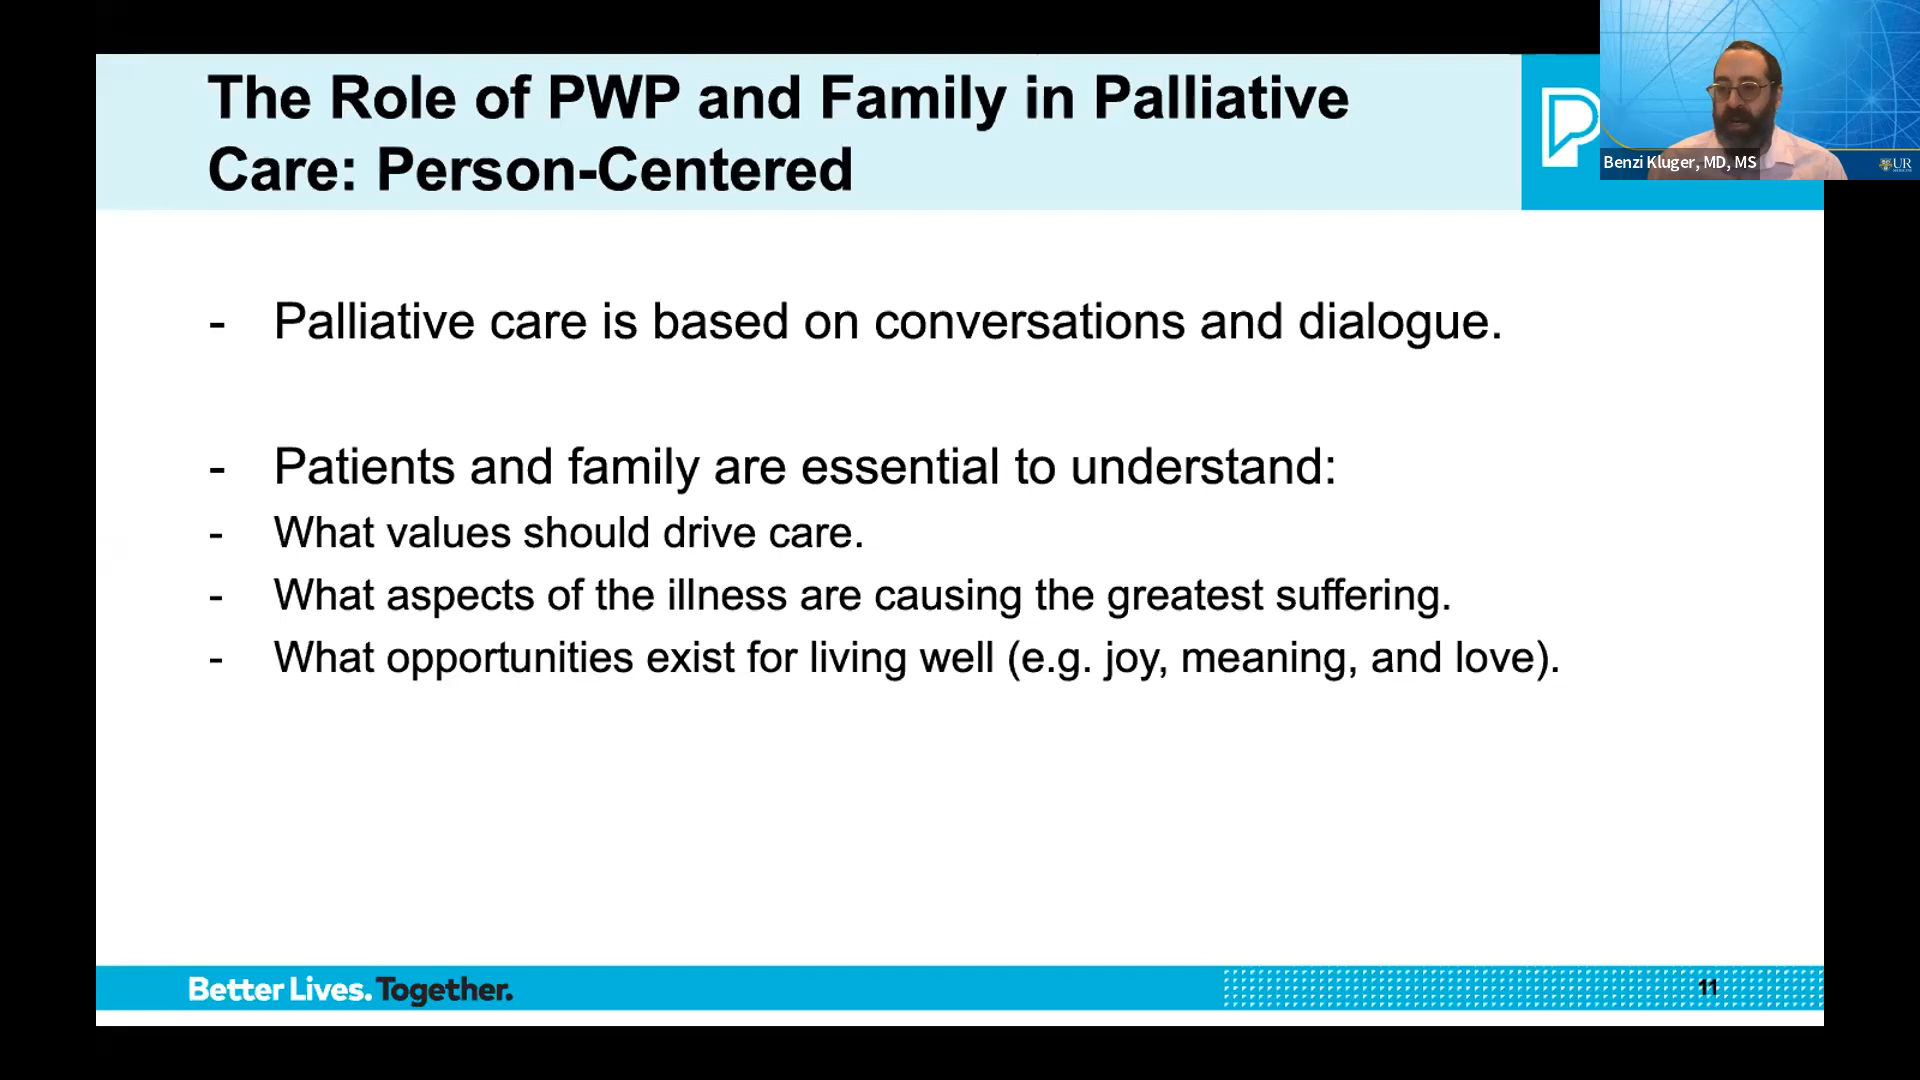 The Role of PWP and Family in Palliative
Care: Person-Centered
Benzi Kluger, MD, MS
UR
- Palliative care is based on conversations and dialogue.
- Patients and family are essential to understand:
- What values should drive care.
- What aspects of the illness are causing the greatest suffering.
- What opportunities exist for living well (e.g. joy, meaning, and love).
Better Lives. Together.
11